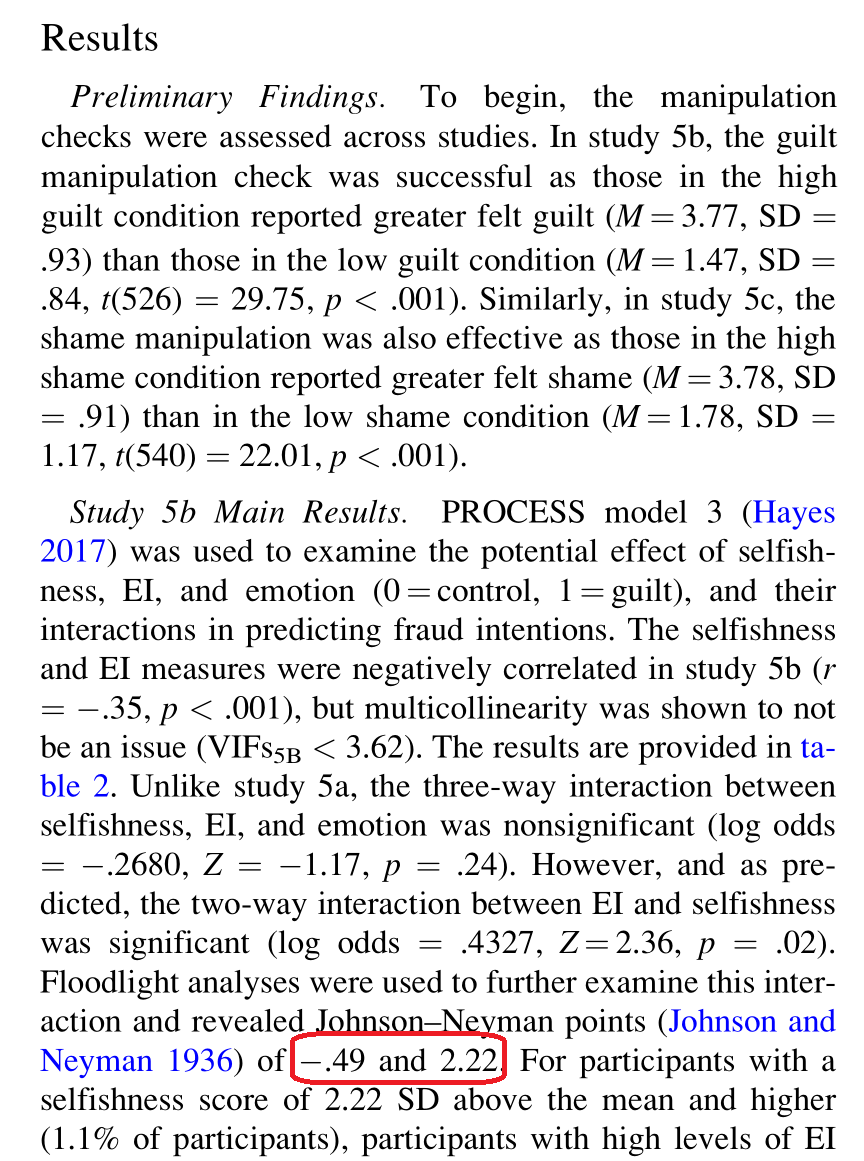 Results
Preliminary Findings. To begin, the manipulation
checks were assessed across studies. In study 5b, the guilt
manipulation check was successful as those in the high
guilt condition reported greater felt guilt (M = 3.77, SD =
.93) than those in the low guilt condition (M = 1.47, SD =
.84, t(526) = 29.75, p < .001). Similarly, in study 5c, the
shame manipulation was also effective as those in the high
shame condition reported greater felt shame (M = 3.78, SD
= .91) than in the low shame condition (M = 1.78, SD =
1.17, t(540) = 22.01, p < .001).
Study 5b Main Results. PROCESS model 3 (Hayes
2017) was used to examine the potential effect of selfish-
ness, EI, and emotion (0 = control, 1 = guilt), and their
interactions in predicting fraud intentions. The selfishness
and EI measures were negatively correlated in study 5b (r
= −.35, p < .001), but multicollinearity was shown to not
be an issue (VIFs5B < 3.62). The results are provided in ta-
ble 2. Unlike study 5a, the three-way interaction between
selfishness, EI, and emotion was nonsignificant (log odds
= −.2680, Z = −1.17, p = .24). However, and as pre-
dicted, the two-way interaction between EI and selfishness
was significant (log odds = .4327, Z = 2.36, p = .02).
Floodlight analyses were used to further examine this inter-
action and revealed Johnson–Neyman points (Johnson and
Neyman 1936) of −.49 and 2.22. For participants with a
selfishness score of 2.22 SD above the mean and higher
(1.1% of participants), participants with high levels of EI